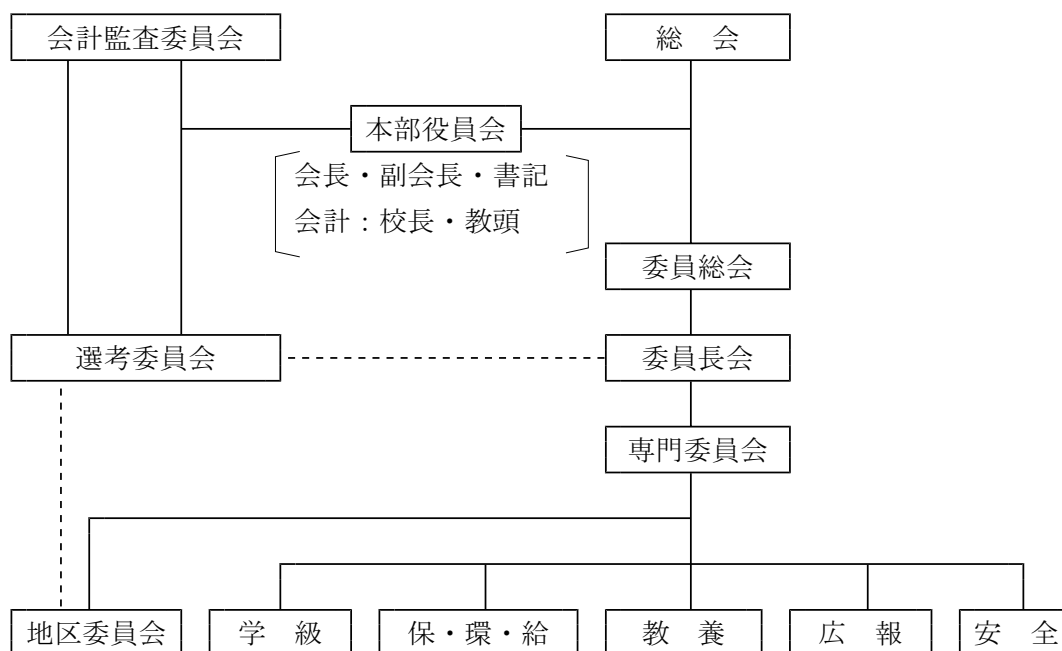 会計監査委員会
総　会
本部役員会
会長・副会長・書記
会計：校長・教頭
委員総会
選考委員会
委員長会
専門委員会
地区委員会
学　級
保・環・給
教　養
広　報
安　全